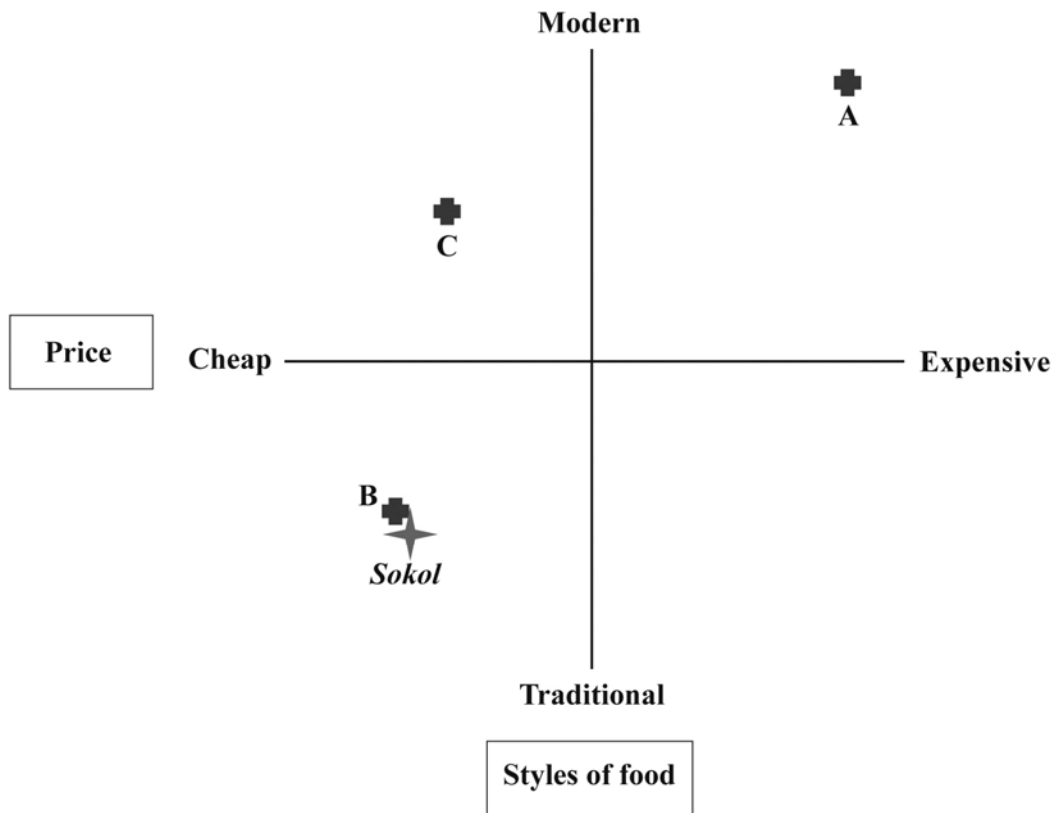 Modern
A
C
Price
Cheap
Expensive
B
Sokol
Traditional
Styles of food